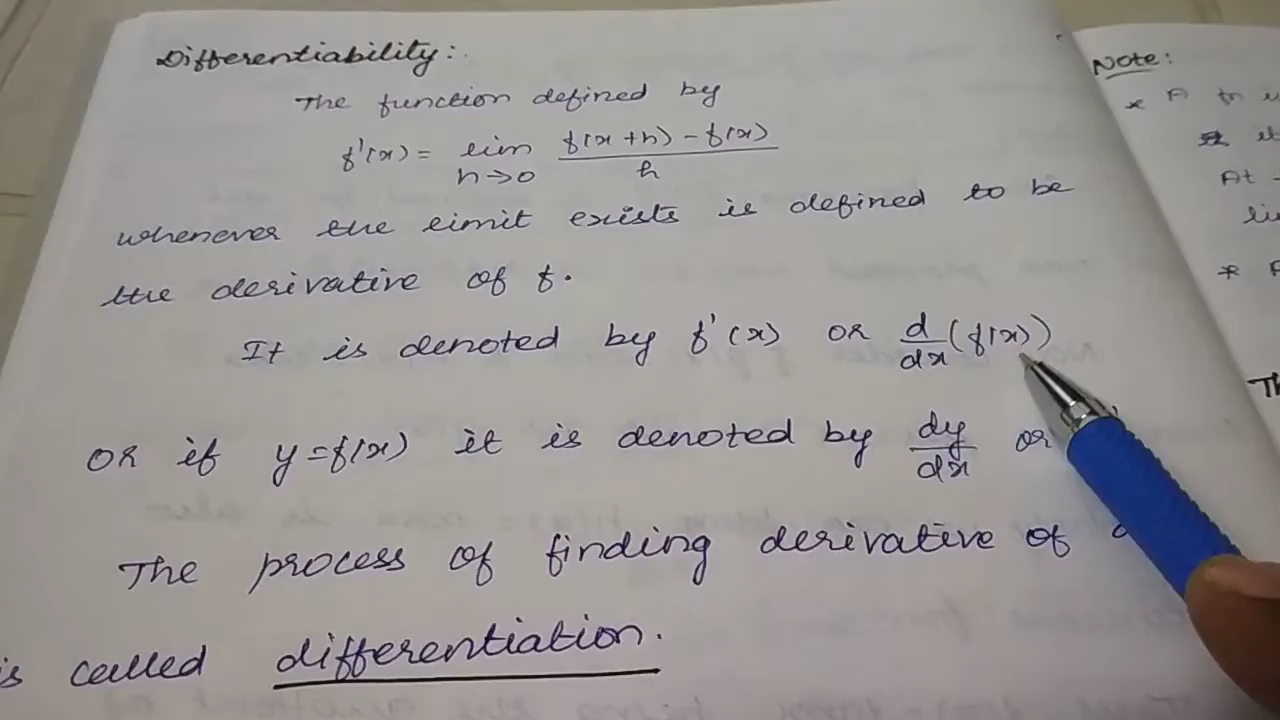 Differentiability:
The function defined by
f'(x) = lim h→0 f(x+h) - f(x) / h
whenever the limit exists is defined to be
the derivative of f.
It is denoted by f'(x) or d/dx (f(x))
or if y = f(x) it is denoted by dy/dx or
The process of finding derivative of
is called differentiation.
Note:
* A fn
At
*